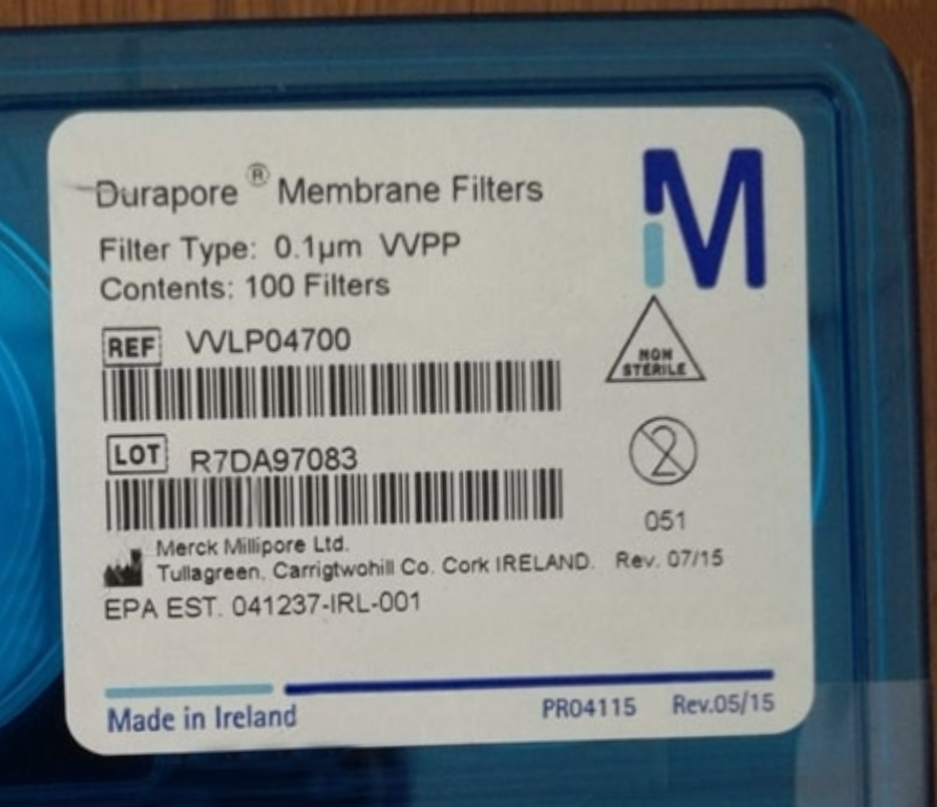 Durapore ® Membrane Filters
Filter Type: 0.1µm VVPP
Contents: 100 Filters
REF VVLP04700
NON
STERILE
LOT R7DA97083
2
051
Merck Millipore Ltd.
Tullagreen, Carrigtwohill Co. Cork IRELAND. Rev. 07/15
EPA EST. 041237-IRL-001
Made in Ireland PR04115 Rev.05/15
M